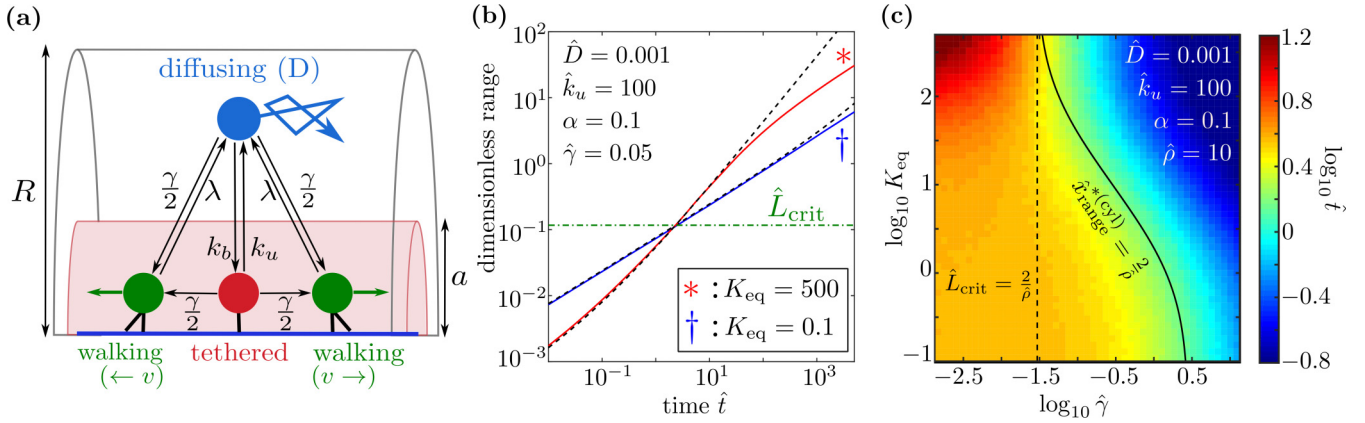 (a)
R
diffusing (D)
γ/2
λ
λ
γ/2
k_b
k_u
a
γ/2
γ/2
walking
(← v)
tethered
walking
(v →)
(b)
dimensionless range
10^2
10^1
10^0
10^−1
10^−2
10^−3
D̂ = 0.001
k̂_u = 100
α = 0.1
γ̂ = 0.05
*
†
L̂_crit
* : K_eq = 500
† : K_eq = 0.1
10^−1
10^1
10^3
time t̂
(c)
log_10 K_eq
2
1
0
−1
D̂ = 0.001
k̂_u = 100
α = 0.1
ρ̂ = 10
x̂*_range^(cyl) = 2/ρ̂
L̂_crit = 2/ρ̂
−2.5
−1.5
−0.5
0.5
log_10 γ̂
1.2
0.8
0.4
0
−0.4
−0.8
log_10 t̂